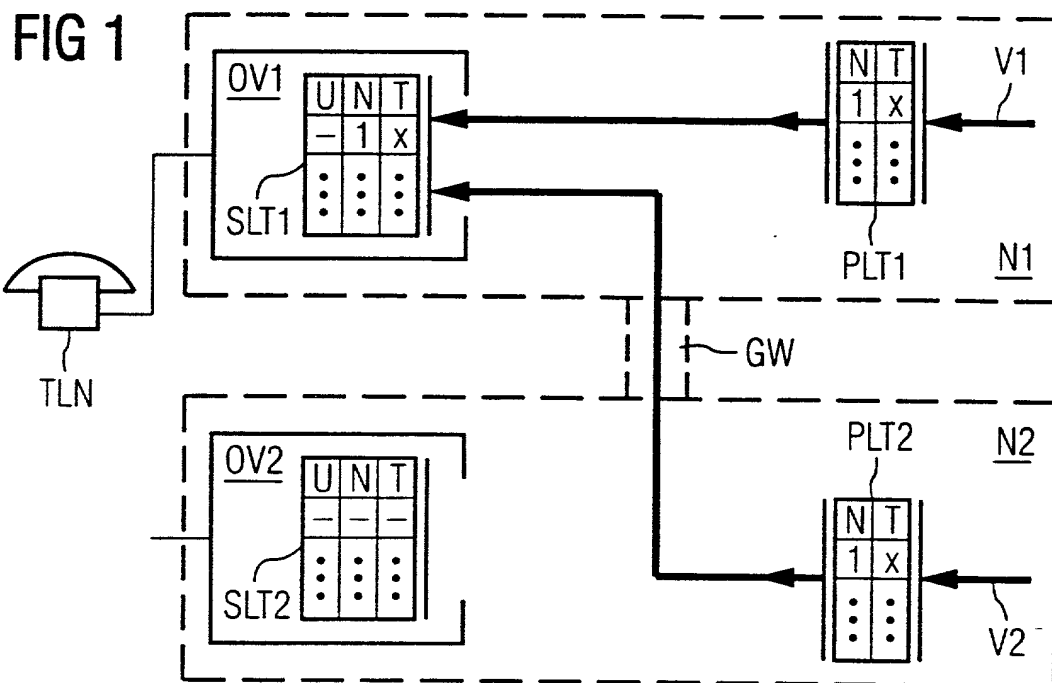 FIG 1
OV1
U N T
– 1 x
SLT1
N T
1 x
PLT1
V1
N1
TLN
GW
OV2
U N T
– – –
SLT2
PLT2
N T
1 x
N2
V2